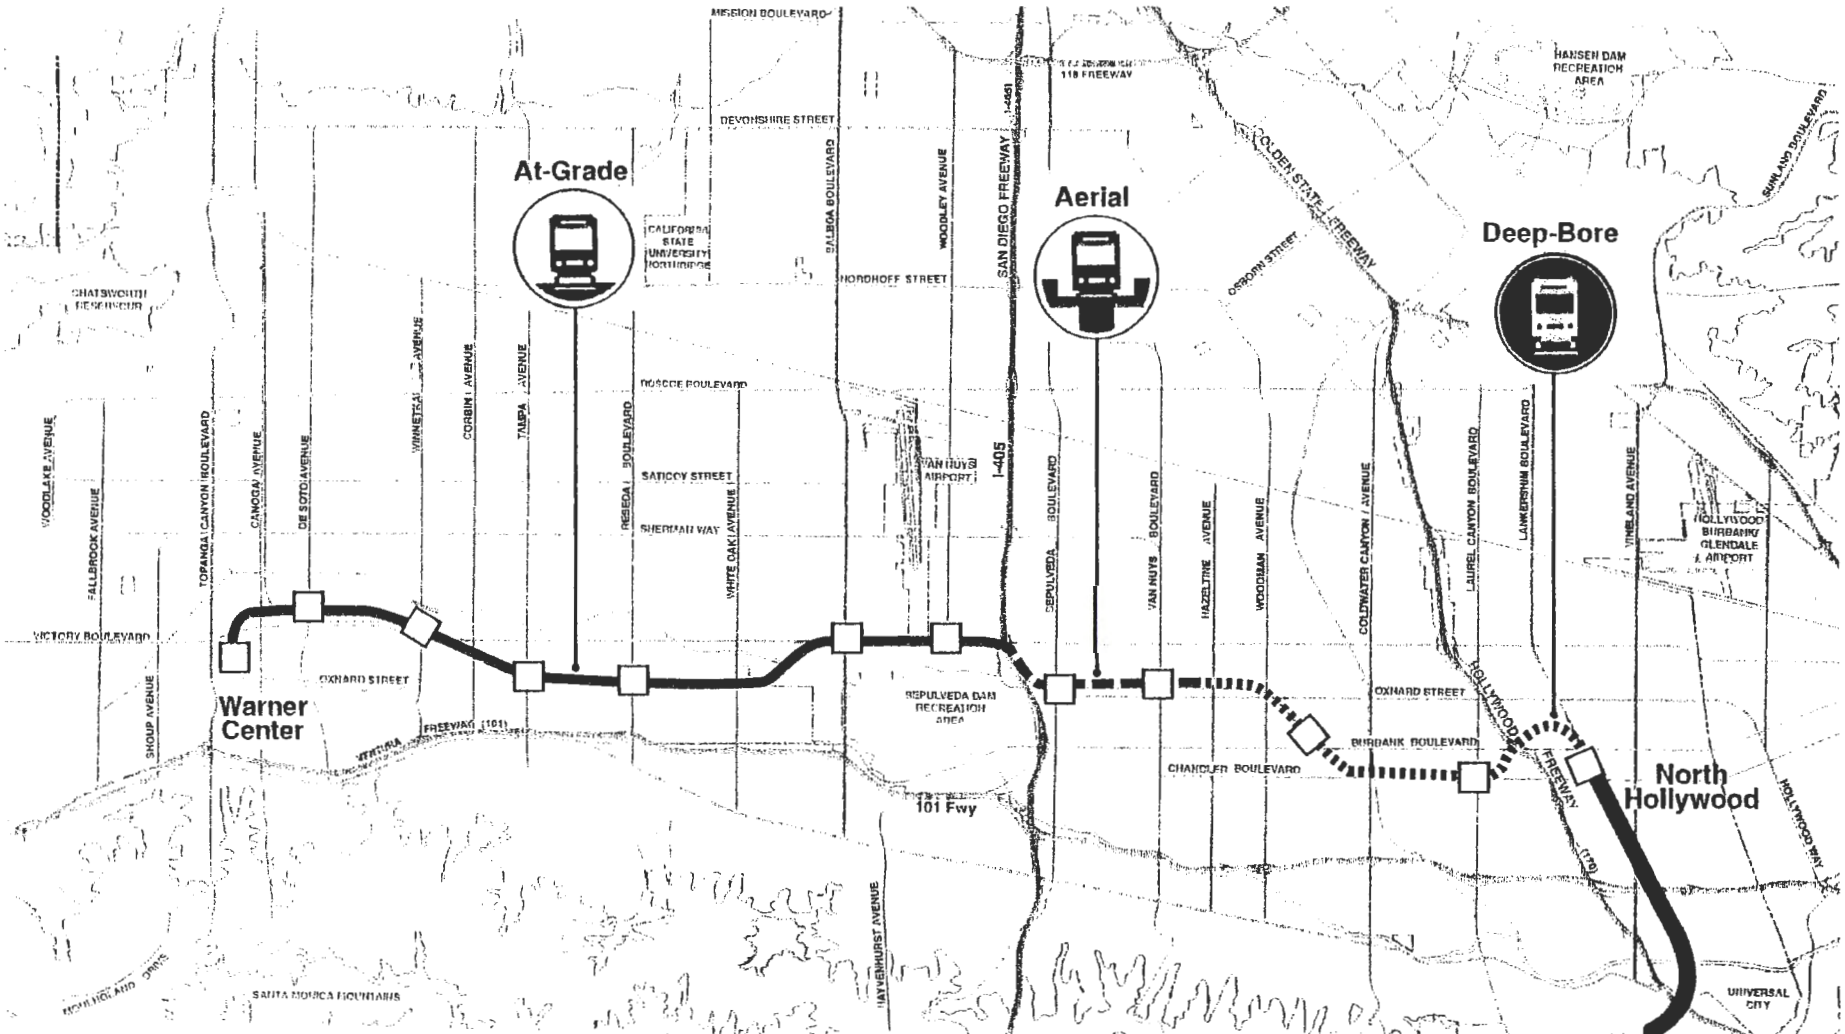 MISSION BOULEVARD
118 FREEWAY
HANSEN DAM
RECREATION
AREA
DEVONSHIRE STREET
I-405
SUNLAND BOULEVARD
At-Grade
Aerial
Deep-Bore
BALBOA BOULEVARD
WOODLEY AVENUE
SAN DIEGO FREEWAY
GOLDEN STATE FREEWAY
CALIFORNIA
STATE
UNIVERSITY
NORTHRIDGE
OSBORN STREET
NORDHOFF STREET
CHATSWORTH
RESERVOIR
WINNETKA AVENUE
CORBIN AVENUE
TAMPA AVENUE
ROSCOE BOULEVARD
WOODLAKE AVENUE
FALLBROOK AVENUE
TOPANGA CANYON BOULEVARD
CANOGA AVENUE
DE SOTO AVENUE
RESEDA BOULEVARD
SATICOY STREET
SHERMAN WAY
WHITE OAK AVENUE
VAN NUYS
AIRPORT
I-405
SEPULVEDA BOULEVARD
VAN NUYS BOULEVARD
HAZELTINE AVENUE
WOODMAN AVENUE
COLDWATER CANYON AVENUE
LAUREL CANYON BOULEVARD
LANKERSHIM BOULEVARD
VINELAND AVENUE
HOLLYWOOD
BURBANK/
GLENDALE
AIRPORT
VICTORY BOULEVARD
OXNARD STREET
SHOUP AVENUE
Warner
Center
VENTURA FREEWAY (101)
SEPULVEDA DAM
RECREATION
AREA
OXNARD STREET
BURBANK BOULEVARD
CHANDLER BOULEVARD
HOLLYWOOD FREEWAY (170)
North
Hollywood
HOLLYWOOD WAY
101 Fwy
HAYVENHURST AVENUE
MULHOLLAND DRIVE
SANTA MONICA MOUNTAINS
UNIVERSAL
CITY